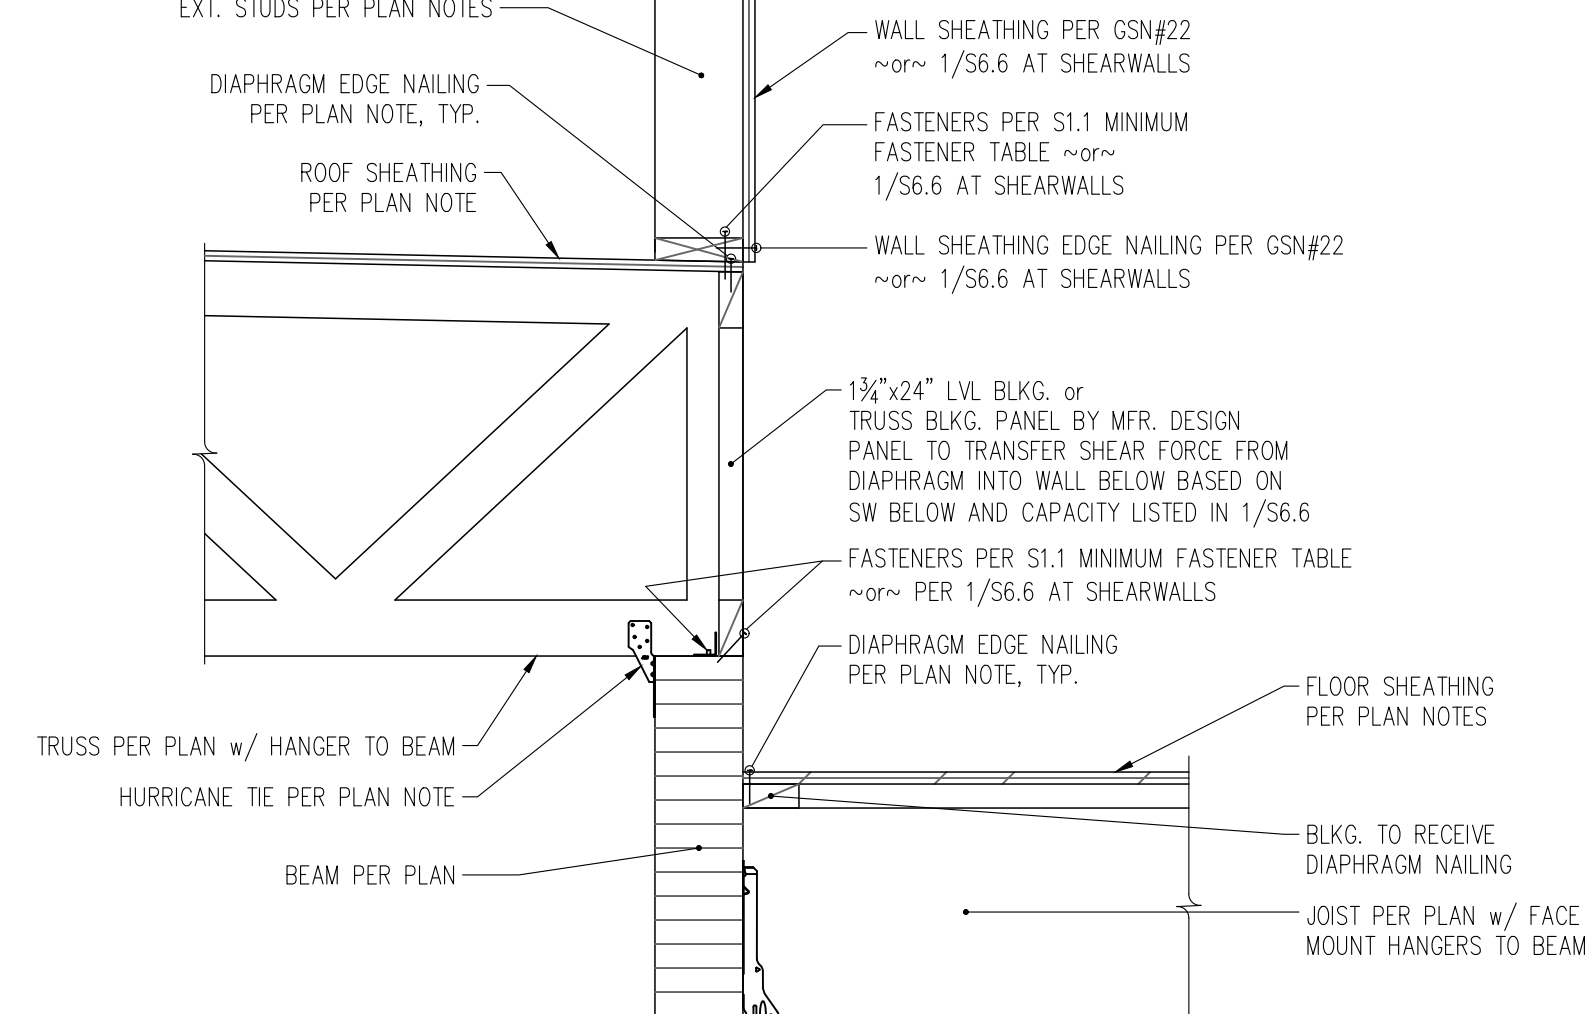 EXT. STUDS PER PLAN NOTES
DIAPHRAGM EDGE NAILING
PER PLAN NOTE, TYP.
ROOF SHEATHING
PER PLAN NOTE
WALL SHEATHING PER GSN#22
~or~ 1/S6.6 AT SHEARWALLS
FASTENERS PER S1.1 MINIMUM
FASTENER TABLE ~or~
1/S6.6 AT SHEARWALLS
WALL SHEATHING EDGE NAILING PER GSN#22
~or~ 1/S6.6 AT SHEARWALLS
1¾"x24" LVL BLKG. or
TRUSS BLKG. PANEL BY MFR. DESIGN
PANEL TO TRANSFER SHEAR FORCE FROM
DIAPHRAGM INTO WALL BELOW BASED ON
SW BELOW AND CAPACITY LISTED IN 1/S6.6
FASTENERS PER S1.1 MINIMUM FASTENER TABLE
~or~ PER 1/S6.6 AT SHEARWALLS
DIAPHRAGM EDGE NAILING
PER PLAN NOTE, TYP.
FLOOR SHEATHING
PER PLAN NOTES
TRUSS PER PLAN w/ HANGER TO BEAM
HURRICANE TIE PER PLAN NOTE
BEAM PER PLAN
BLKG. TO RECEIVE
DIAPHRAGM NAILING
JOIST PER PLAN w/ FACE
MOUNT HANGERS TO BEAM